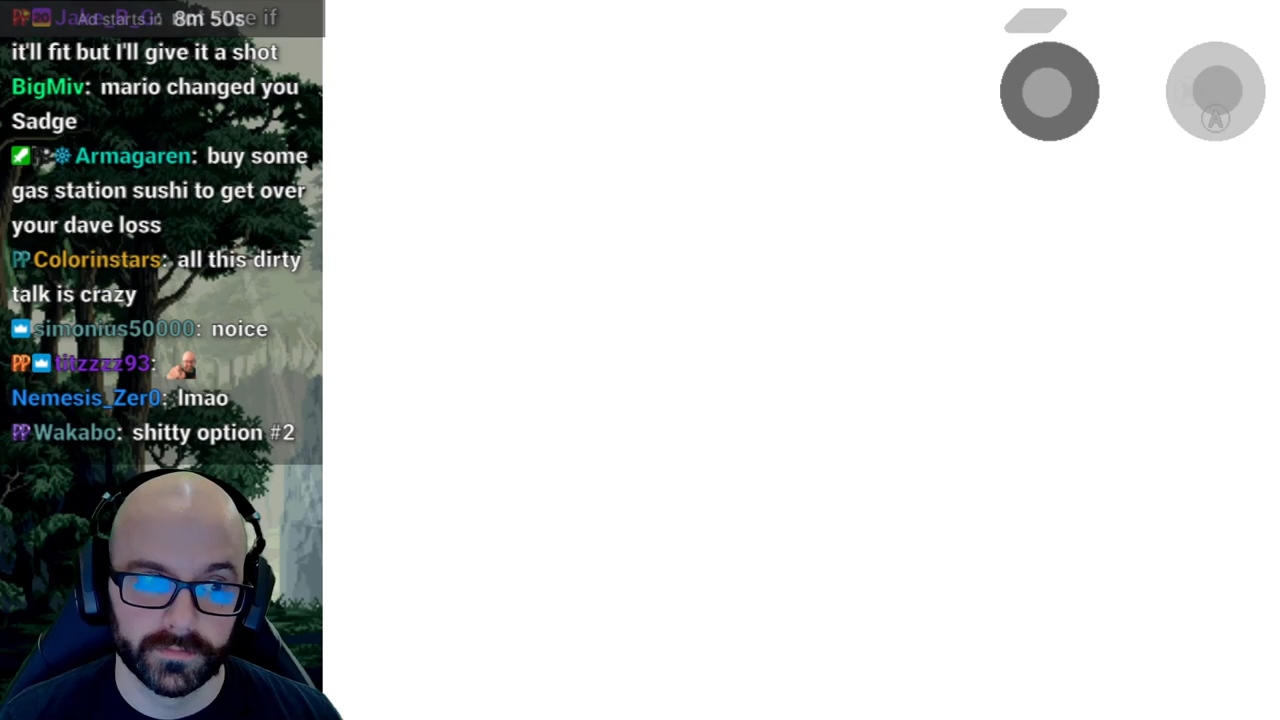 Ad starts in 8m 50s
it'll fit but I'll give it a shot
BigMiv: mario changed you
Sadge
Armagaren: buy some
gas station sushi to get over
your dave loss
Colorinstars: all this dirty
talk is crazy
simonius50000: noice
titzzzz93:
Nemesis_Zer0: lmao
Wakabo: shitty option #2
A